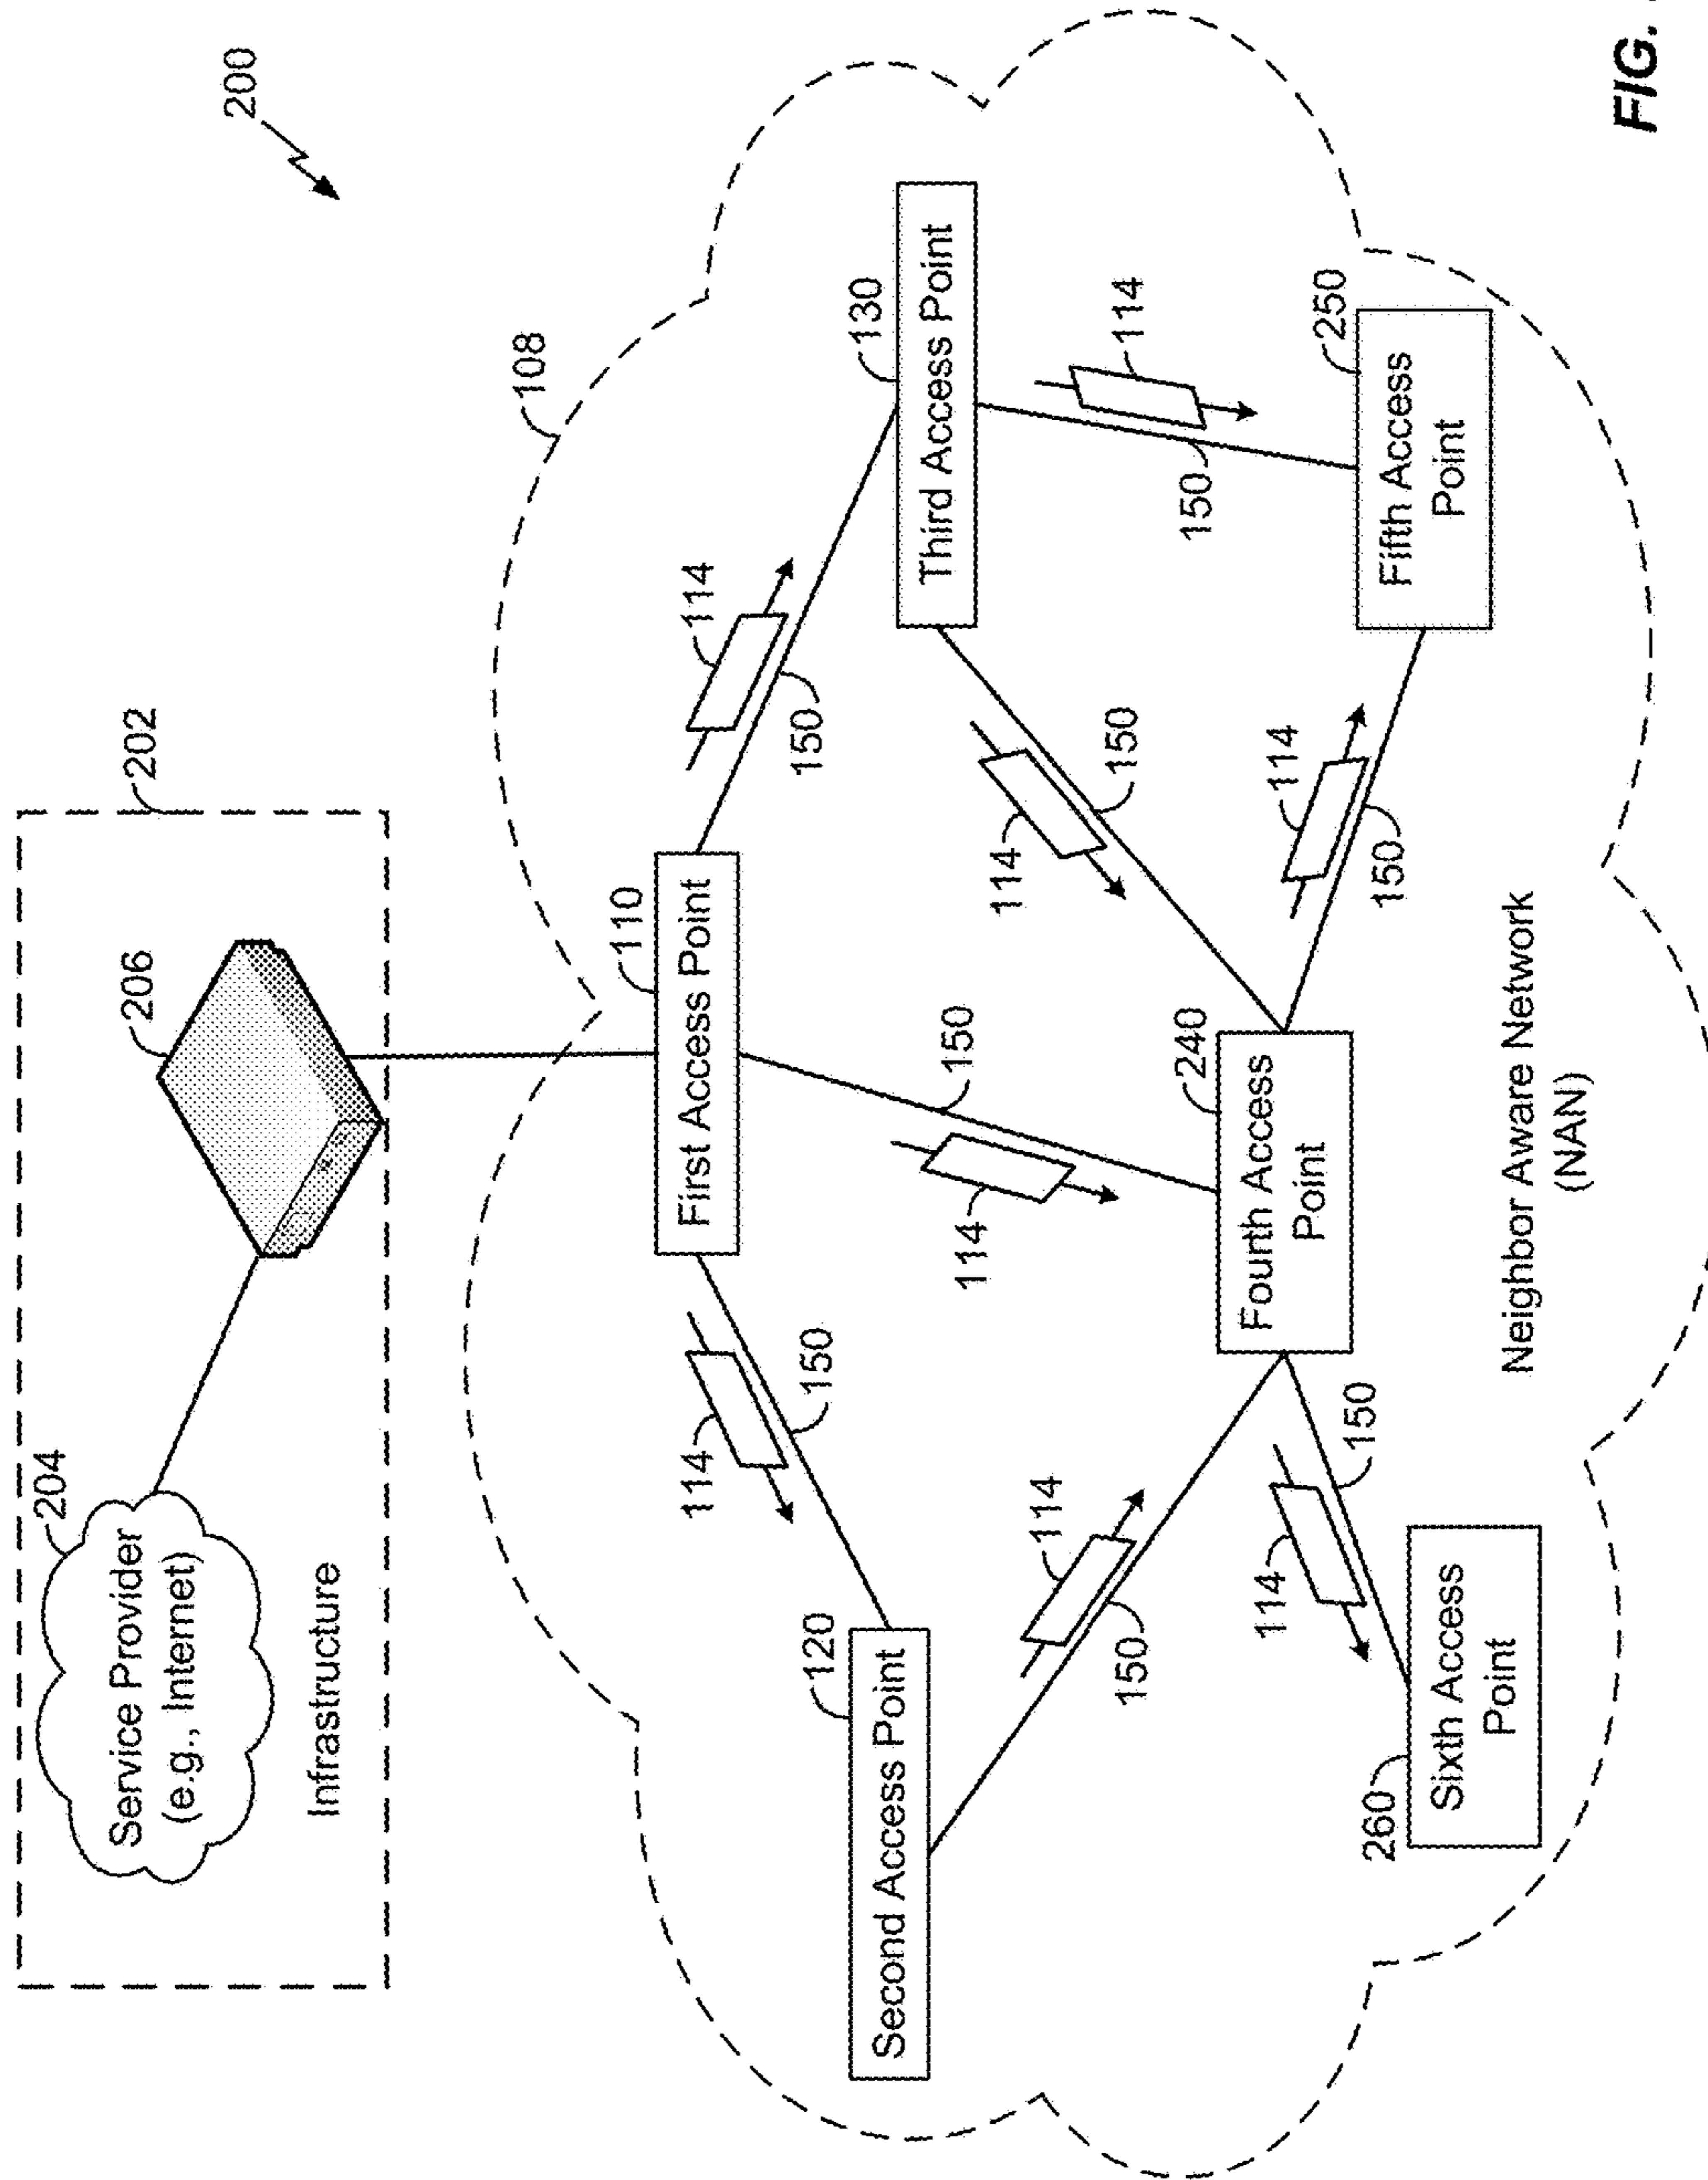 204
Service Provider
(e.g., Internet)
Infrastructure
206
202
200
108
110
First Access Point
114
150
114
150
120
Second Access Point
130
Third Access Point
114
150
114
150
114
150
114
150
240
Fourth Access
Point
114
150
114
150
250
Fifth Access
Point
260
Sixth Access
Point
Neighbor Aware Network
(NAN)
FIG.